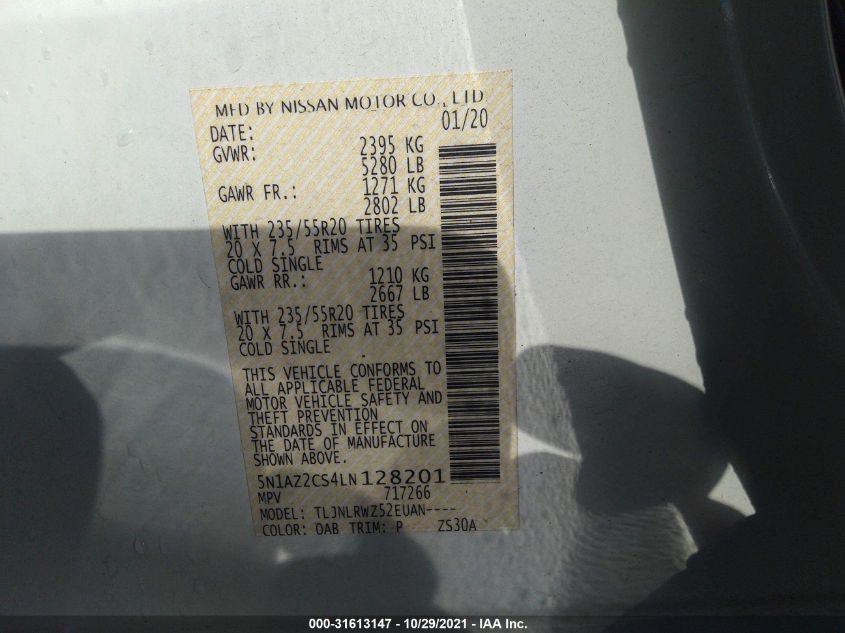 MFD BY NISSAN MOTOR CO., LTD.
DATE: 01/20
GVWR: 2395 KG
5280 LB
GAWR FR.: 1271 KG
2802 LB
WITH 235/55R20 TIRES
20 X 7.5 RIMS AT 35 PSI
COLD SINGLE
GAWR RR.: 1210 KG
2667 LB
WITH 235/55R20 TIRES
20 X 7.5 RIMS AT 35 PSI
COLD SINGLE
THIS VEHICLE CONFORMS TO
ALL APPLICABLE FEDERAL
MOTOR VEHICLE SAFETY AND
THEFT PREVENTION
STANDARDS IN EFFECT ON
THE DATE OF MANUFACTURE
SHOWN ABOVE.
5N1AZ2CS4LN128201
MPV 717266
MODEL: TLJNLRWZ52EUAN----
COLOR: QAB TRIM: P ZS30A
000-31613147 - 10/29/2021 - IAA Inc.